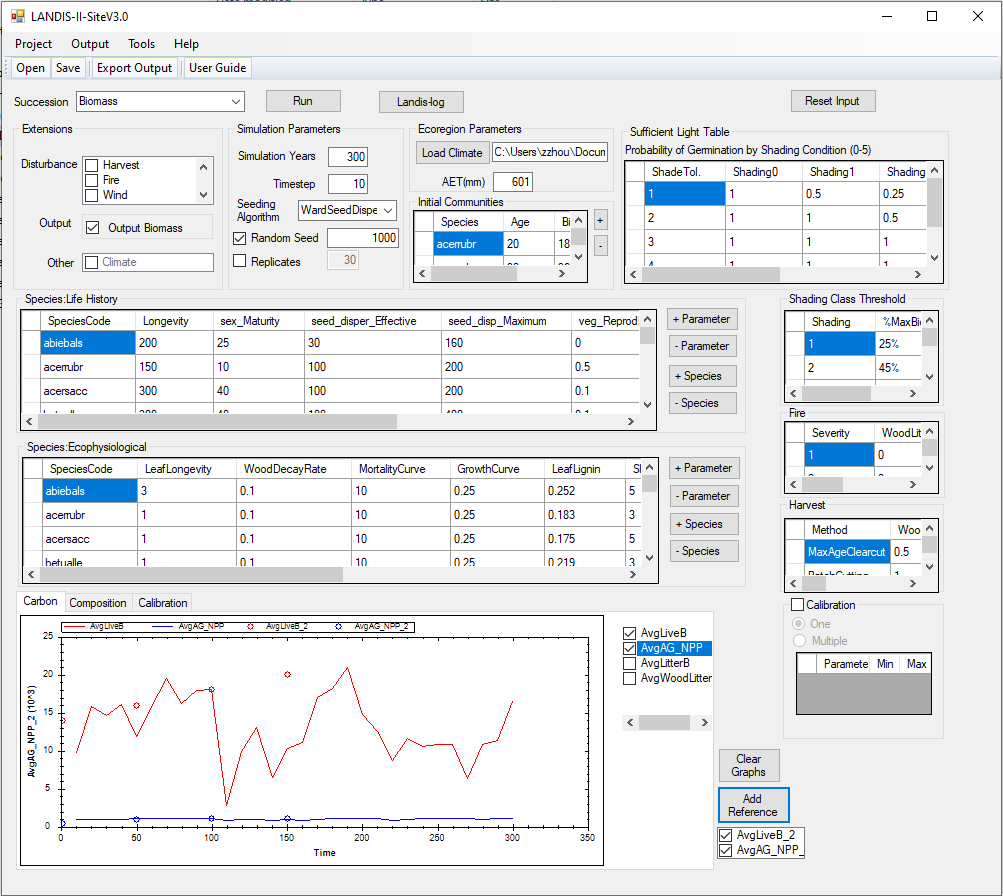 LANDIS-II-SiteV3.0
Project Output Tools Help
Open Save Export Output User Guide
Succession Biomass Run Landis-log Reset Input
Extensions
Disturbance
Harvest
Fire
Wind
Output Output Biomass
Other Climate
Simulation Parameters
Simulation Years 300
Timestep 10
Seeding
Algorithm
WardSeedDispe
Random Seed 1000
Replicates 30
Ecoregion Parameters
Load Climate C:\Users\zzhou\Docun
AET(mm) 601
Initial Communities
Species Age Bi
acerrubr 20 18
+
-
Sufficient Light Table
Probability of Germination by Shading Condition (0-5)
ShadeTol. Shading0 Shading1 Shading
1 1 0.5 0.25
2 1 1 0.5
3 1 1 1
4 1 1 1
Species:Life History
SpeciesCode Longevity sex_Maturity seed_disper_Effective seed_disp_Maximum veg_Reprodi
abiebals 200 25 30 160 0
acerrubr 150 10 100 200 0.5
acersacc 300 40 100 200 0.1
+ Parameter
- Parameter
+ Species
- Species
Shading Class Threshold
Shading %MaxBi
1 25%
2 45%
Fire
Severity WoodLit
1 0
Species:Ecophysiological
SpeciesCode LeafLongevity WoodDecayRate MortalityCurve GrowthCurve LeafLignin SI
abiebals 3 0.1 10 0.25 0.252 5
acerrubr 1 0.1 10 0.25 0.183 3
acersacc 1 0.1 10 0.25 0.175 5
betualle 1 0.1 10 0.25 0.219 3
+ Parameter
- Parameter
+ Species
- Species
Harvest
Method Woo
MaxAgeClearcut 0.5
PatchCutting 1
Carbon Composition Calibration
AvgLiveB AvgAG_NPP AvgLiveB_2 AvgAG_NPP_2
AvgAG_NPP_2 (10^3)
25
20
15
10
5
0
0 50 100 150 200 250 300 350
Time
AvgLiveB
AvgAG_NPP
AvgLitterB
AvgWoodLitter
Calibration
One
Multiple
Paramete Min Max
Clear
Graphs
Add
Reference
AvgLiveB_2
AvgAG_NPP_